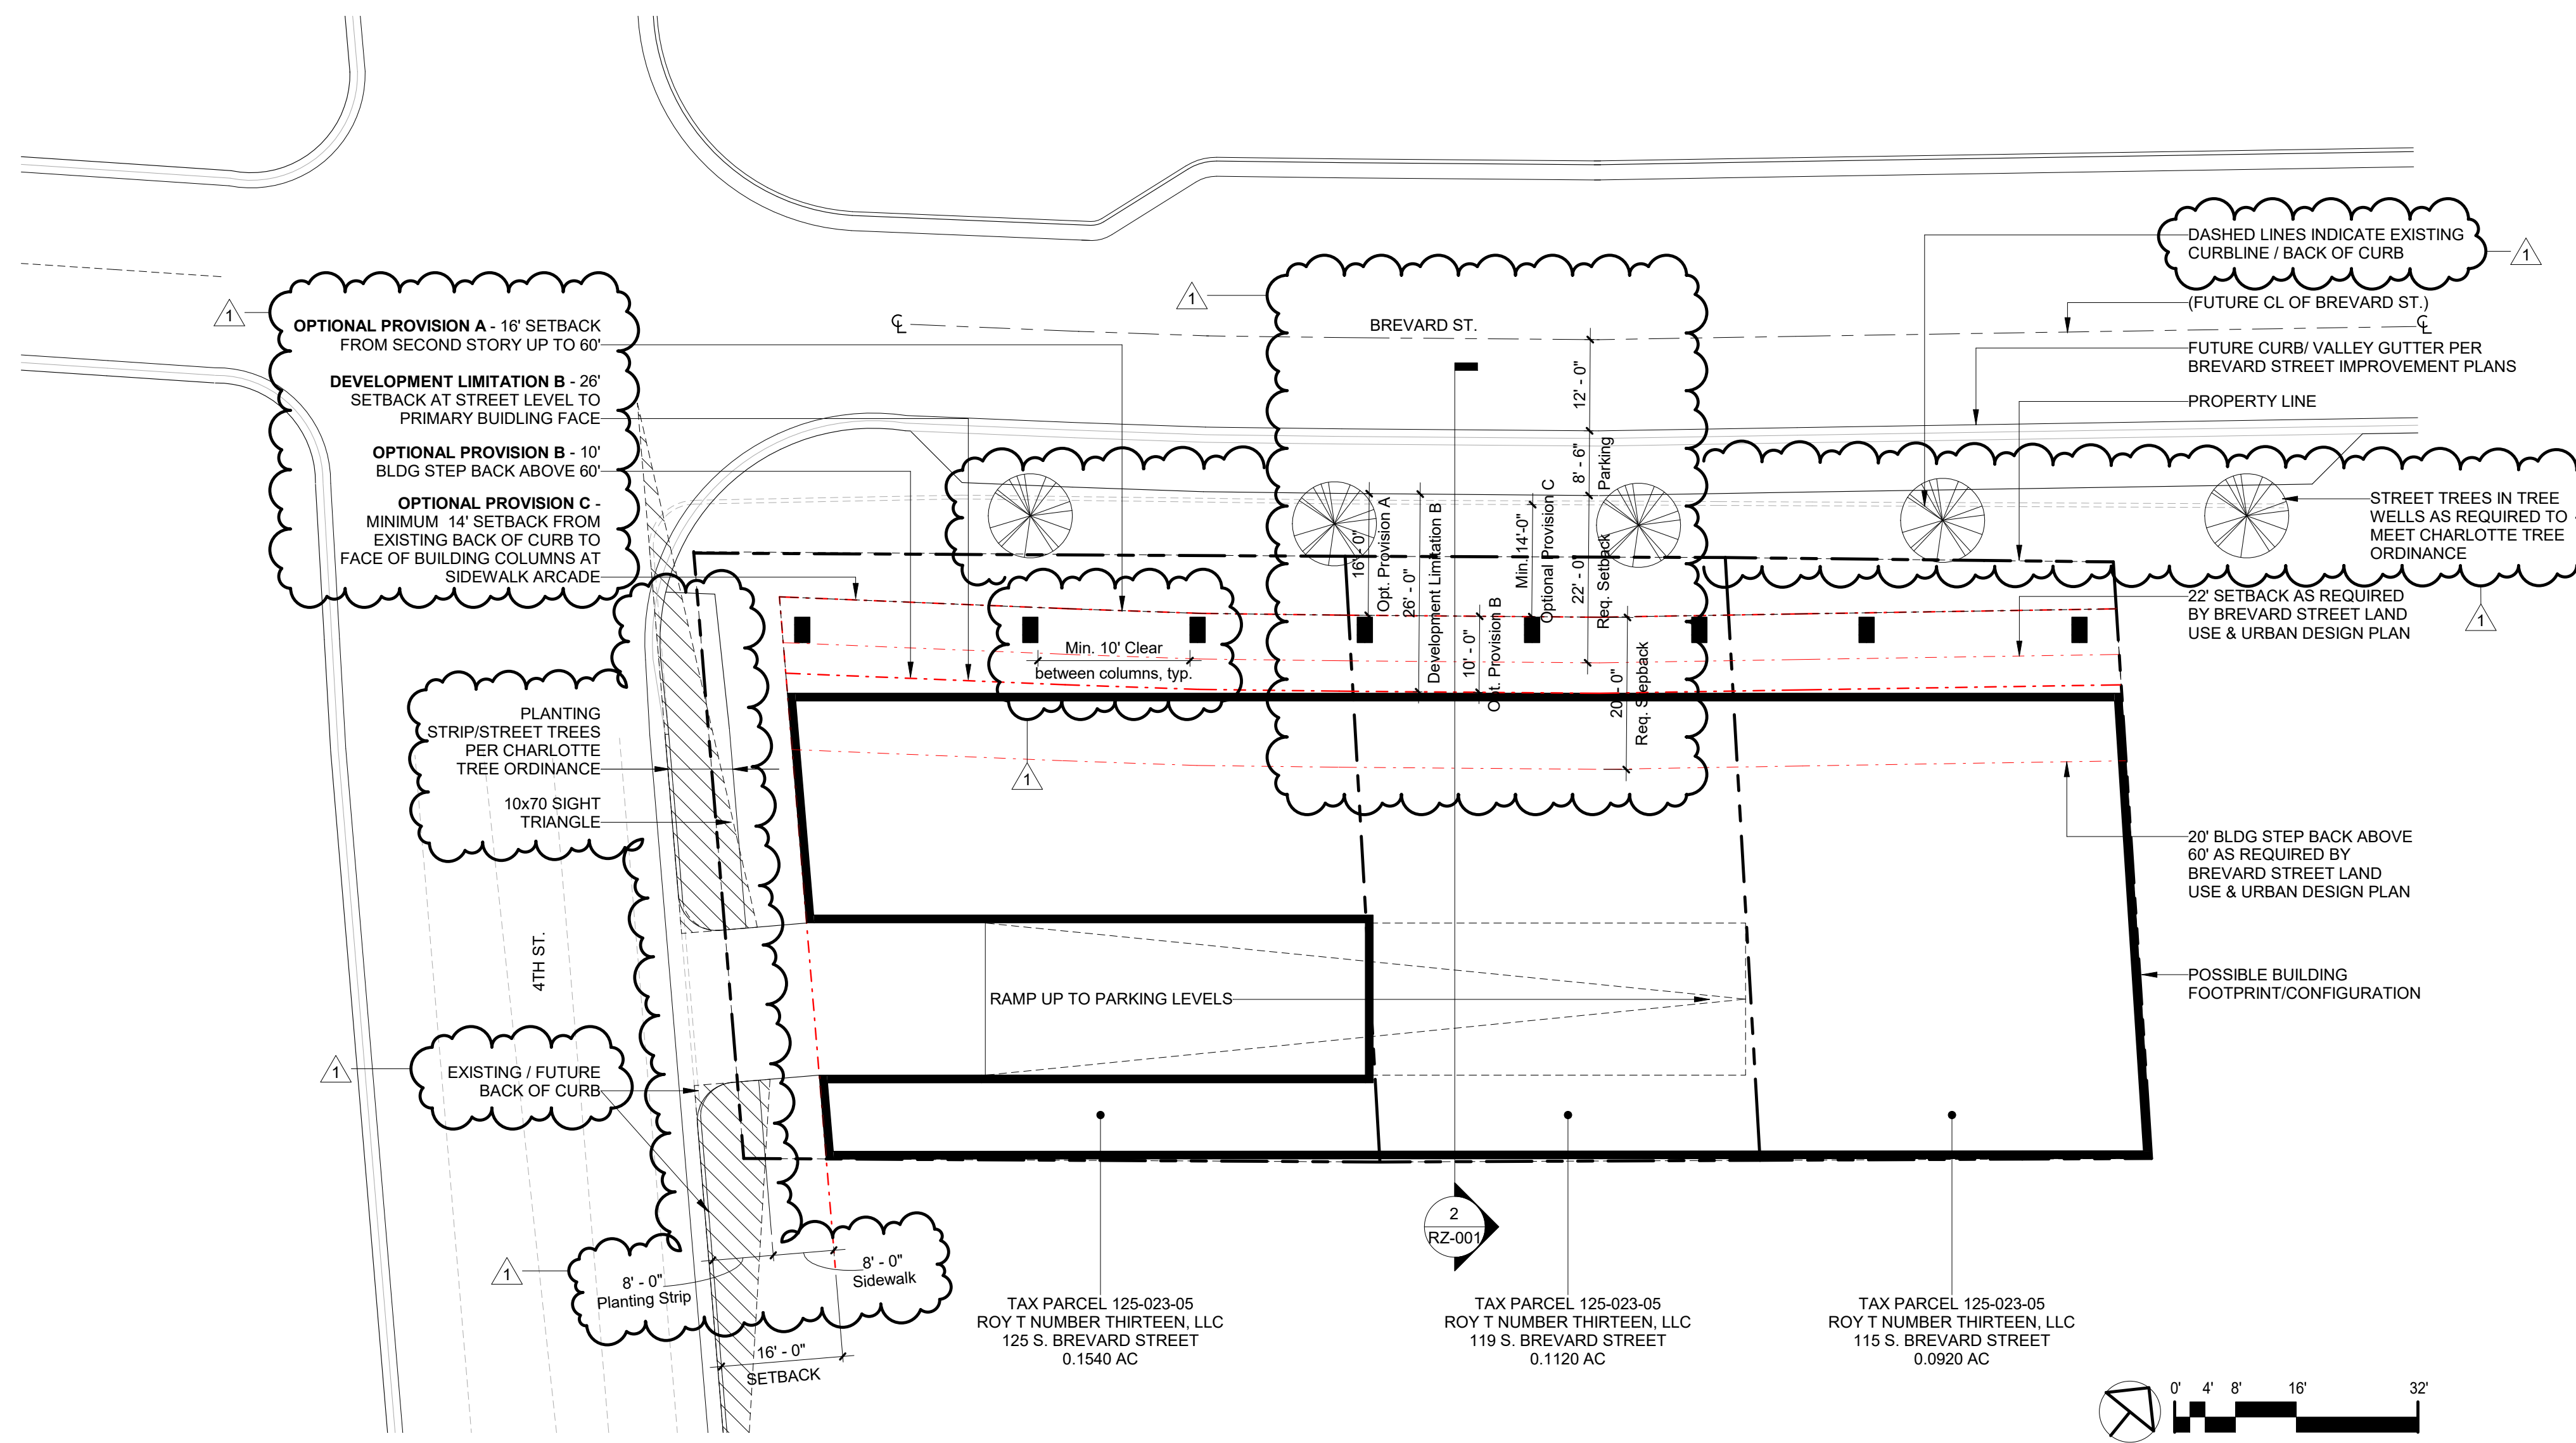 DASHED LINES INDICATE EXISTING
CURBLINE / BACK OF CURB
1
(FUTURE CL OF BREVARD ST.)
FUTURE CURB/ VALLEY GUTTER PER
BREVARD STREET IMPROVEMENT PLANS
PROPERTY LINE
STREET TREES IN TREE
WELLS AS REQUIRED TO
MEET CHARLOTTE TREE
ORDINANCE
22' SETBACK AS REQUIRED
BY BREVARD STREET LAND
USE & URBAN DESIGN PLAN
1
20' BLDG STEP BACK ABOVE
60' AS REQUIRED BY
BREVARD STREET LAND
USE & URBAN DESIGN PLAN
POSSIBLE BUILDING
FOOTPRINT/CONFIGURATION
1
OPTIONAL PROVISION A - 16' SETBACK
FROM SECOND STORY UP TO 60'
DEVELOPMENT LIMITATION B - 26'
SETBACK AT STREET LEVEL TO
PRIMARY BUIDLING FACE
OPTIONAL PROVISION B - 10'
BLDG STEP BACK ABOVE 60'
OPTIONAL PROVISION C -
MINIMUM 14' SETBACK FROM
EXISTING BACK OF CURB TO
FACE OF BUILDING COLUMNS AT
SIDEWALK ARCADE
1
BREVARD ST.
12' - 0"
8' - 6"
Parking
16' - 0"
Opt. Provision A
26' - 0"
Development Limitation B
10' - 0"
Opt. Provision B
Min. 14'-0"
Optional Provision C
22' - 0"
Req. Setback
20' - 0"
Req. Stepback
Min. 10' Clear
between columns, typ.
1
PLANTING
STRIP/STREET TREES
PER CHARLOTTE
TREE ORDINANCE
10x70 SIGHT
TRIANGLE
4TH ST.
RAMP UP TO PARKING LEVELS
1
EXISTING / FUTURE
BACK OF CURB
1
8' - 0"
Planting Strip
8' - 0"
Sidewalk
16' - 0"
SETBACK
2
RZ-001
TAX PARCEL 125-023-05
ROY T NUMBER THIRTEEN, LLC
125 S. BREVARD STREET
0.1540 AC
TAX PARCEL 125-023-05
ROY T NUMBER THIRTEEN, LLC
119 S. BREVARD STREET
0.1120 AC
TAX PARCEL 125-023-05
ROY T NUMBER THIRTEEN, LLC
115 S. BREVARD STREET
0.0920 AC
0' 4' 8' 16' 32'